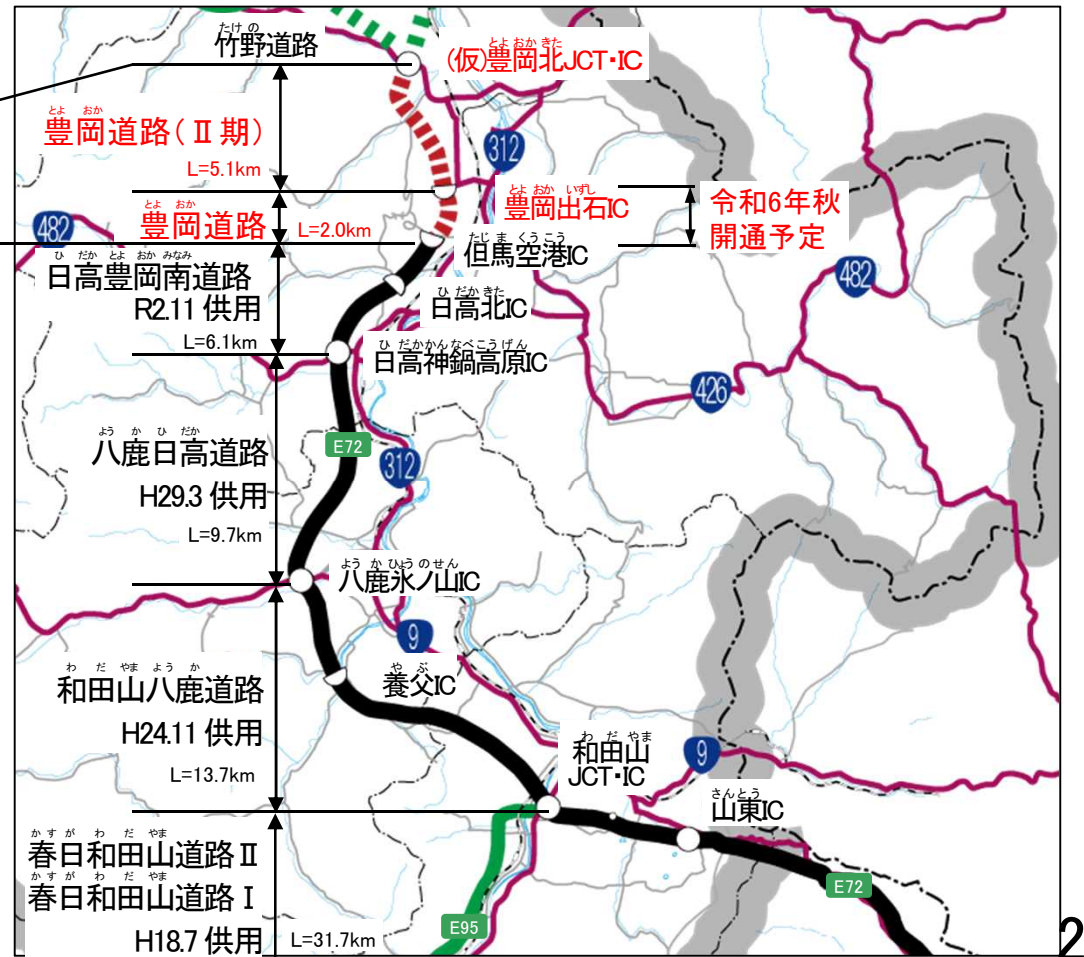 たけの
竹野道路
とよおかきた
(仮)豊岡北JCT・IC
とよ おか
豊岡道路(Ⅱ期)
L=5.1km
312
とよ おか
豊岡道路
L=2.0km
とよ おか いずし
豊岡出石IC
令和6年秋
開通予定
482
たじま くうこう
但馬空港IC
ひ だか とよ おか みなみ
日高豊岡南道路
R2.11 供用
L=6.1km
482
ひ だか きた
日高北IC
ひ だかかんなべこうげん
日高神鍋高原IC
426
よう か ひ だか
八鹿日高道路
H29.3 供用
L=9.7km
E72
312
よう か ひょうのせん
八鹿氷ノ山IC
9
わ だ やま よう か
和田山八鹿道路
H24.11 供用
L=13.7km
や ぶ
養父IC
わ だ やま
和田山
JCT・IC
9
さんとう
山東IC
かすが わ だ やま
春日和田山道路Ⅱ
かすが わ だ やま
春日和田山道路Ⅰ
H18.7 供用
L=31.7km
E95
E72
2